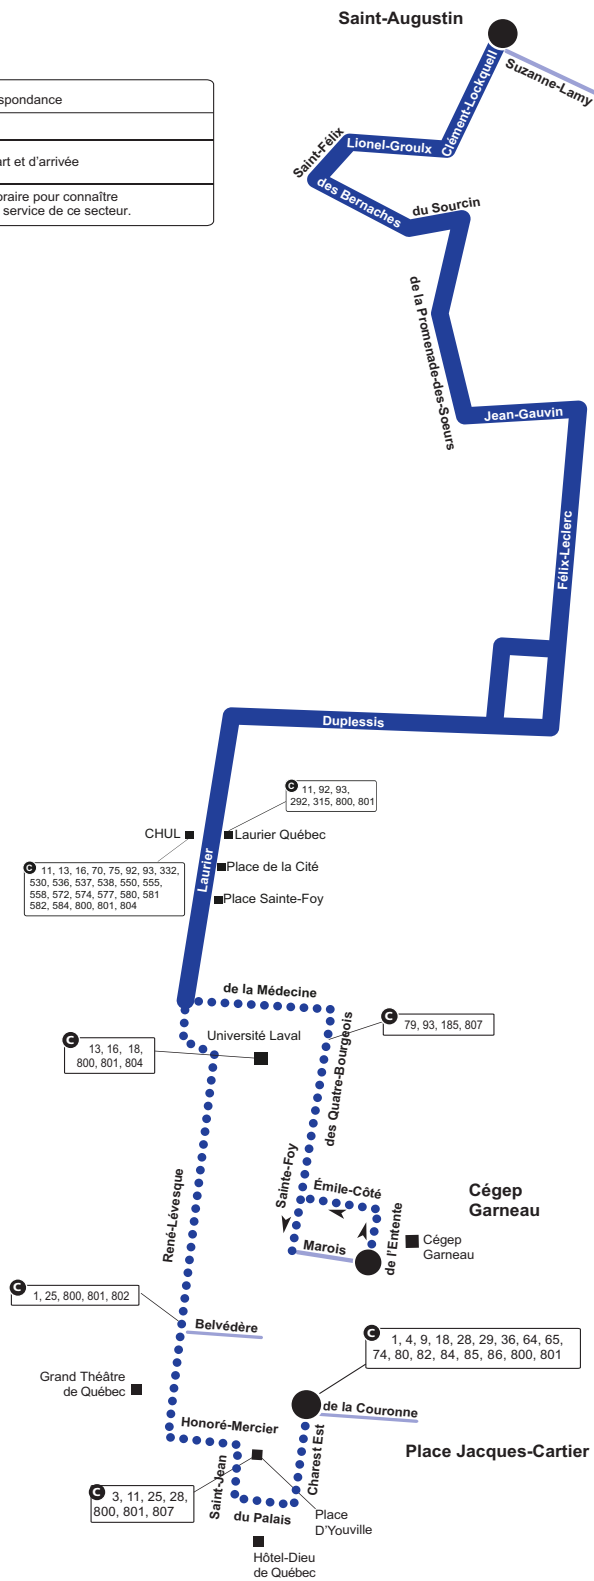 Saint-Augustin
Suzanne-Lamy
Clément-Lockquell
spondance
art et d'arrivée
oraire pour connaître
service de ce secteur.
Lionel-Groulx
Saint-Félix
des Bernaches
du Sourcin
de la Promenade-des-Soeurs
Jean-Gauvin
Félix-Leclerc
Duplessis
C 11, 92, 93,
292, 315, 800, 801
CHUL
Laurier Québec
Laurier
Place de la Cité
C 11, 13, 16, 70, 75, 92, 93, 332,
530, 536, 537, 538, 550, 555,
558, 572, 574, 577, 580, 581
582, 584, 800, 801, 804
Place Sainte-Foy
de la Médecine
C 79, 93, 185, 807
Université Laval
C 13, 16, 18,
800, 801, 804
des Quatre-Bourgeois
Sainte-Foy
Émile-Côté
René-Lévesque
Cégep
Garneau
Marois
de l'Entente
Cégep
Garneau
C 1, 25, 800, 801, 802
Belvédère
C 1, 4, 9, 18, 28, 29, 36, 64, 65,
74, 80, 82, 84, 85, 86, 800, 801
Grand Théâtre
de Québec
de la Couronne
Honoré-Mercier
Charest Est
Place Jacques-Cartier
Saint-Jean
C 3, 11, 25, 28,
800, 801, 807
du Palais
Place
D'Youville
Hôtel-Dieu
de Québec